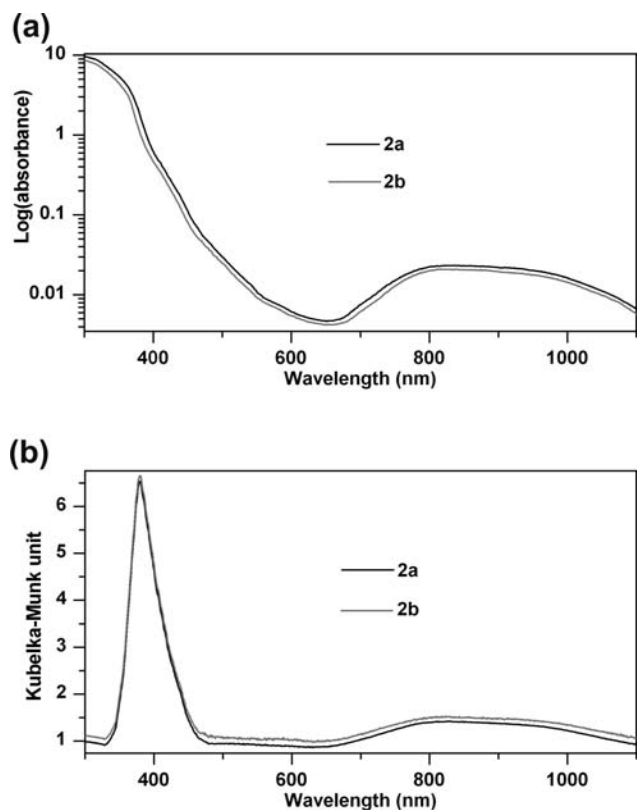 (a)
10
1
0.1
0.01
Log(absorbance)
2a
2b
400 600 800 1000
Wavelength (nm)
(b)
6
5
4
3
2
1
Kubelka-Munk unit
2a
2b
400 600 800 1000
Wavelength (nm)